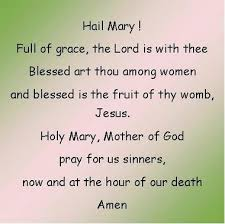 Hail Mary !
Full of grace, the Lord is with thee
Blessed art thou among women
and blessed is the fruit of thy womb,
Jesus.
Holy Mary, Mother of God
pray for us sinners,
now and at the hour of our death
Amen